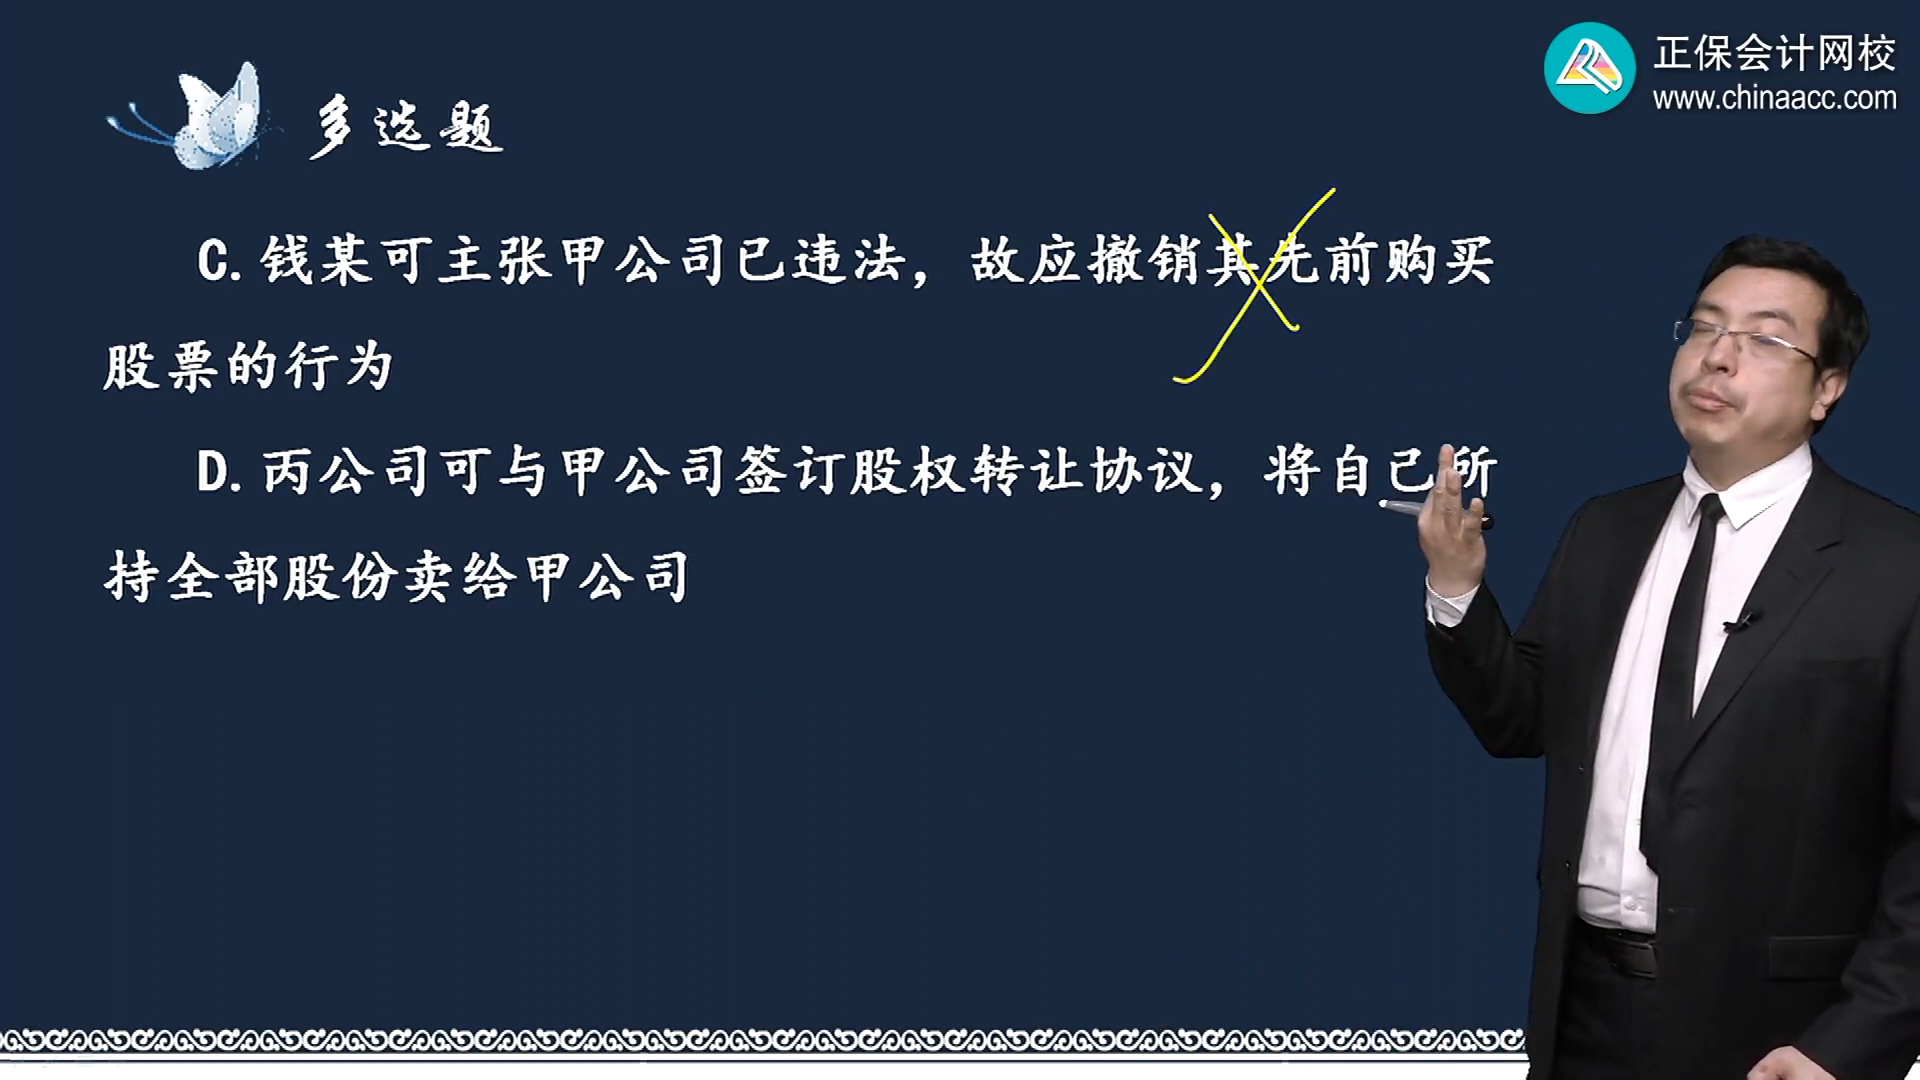 正保会计网校
www.chinaacc.com
多选题
C.钱某可主张甲公司已违法，故应撤销其先前购买
股票的行为
D.丙公司可与甲公司签订股权转让协议，将自己所
持全部股份卖给甲公司